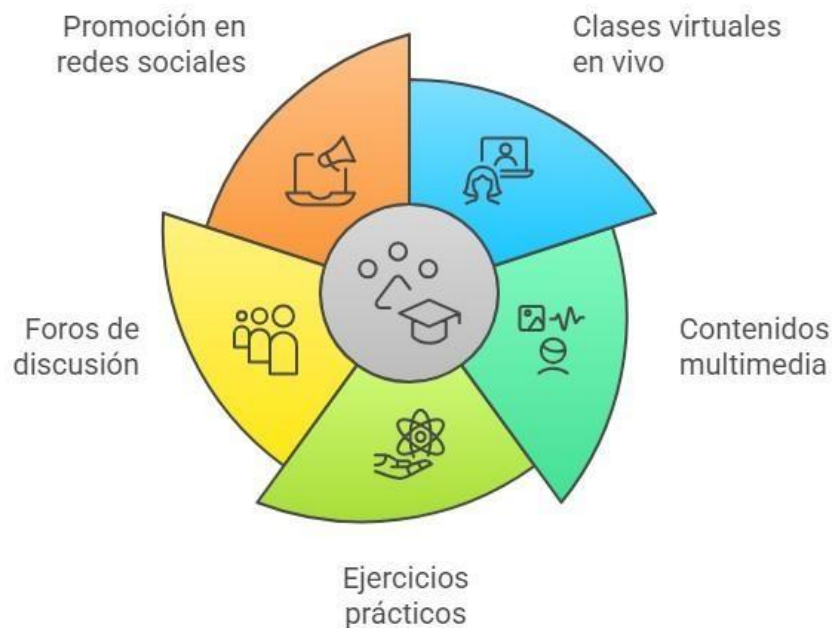 Promoción en
redes sociales
Clases virtuales
en vivo
Foros de
discusión
Contenidos
multimedia
Ejercicios
prácticos